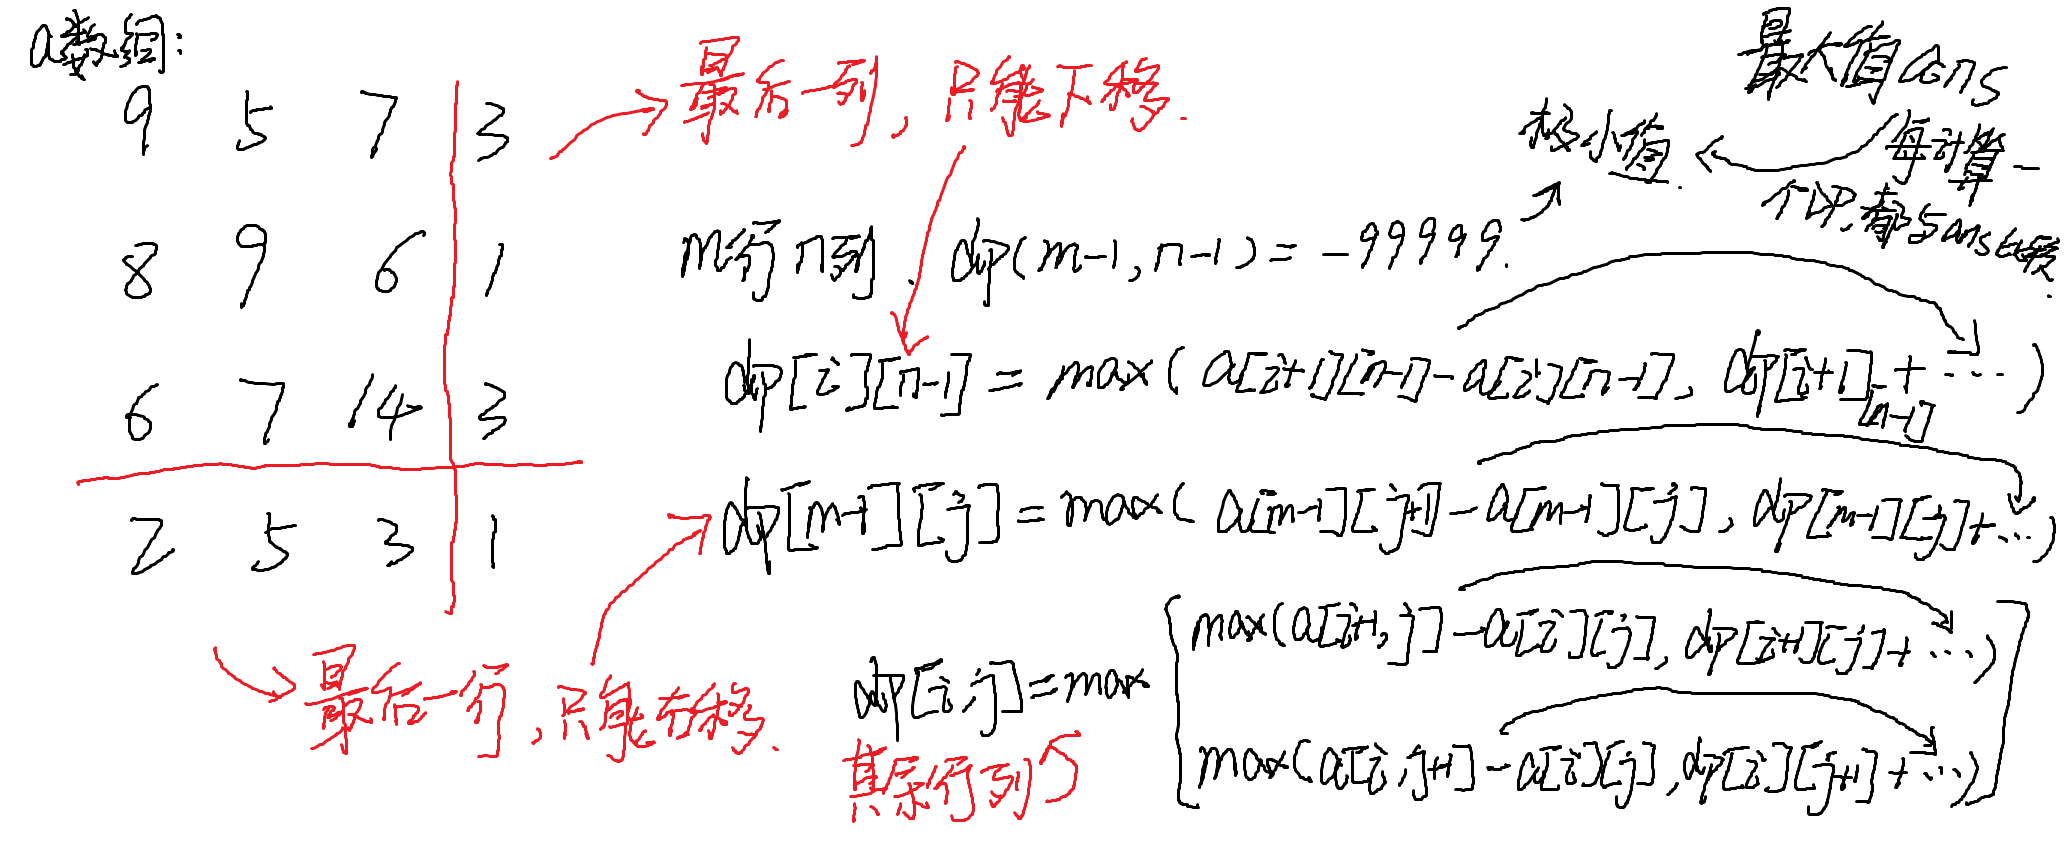 a数组:
9 5 7 3
8 9 6 1
6 7 14 3
2 5 3 1
最后一列, 只能下移.
最大值ans
每计算一
个DP,都与ans比较.
极小值.
m行n列. dp(m-1,n-1)=-99999.
dp[i][n-1]=max(a[i+1][n-1]-a[i][n-1], dp[i+1][n-1]+...)
dp[m-1][j]=max(a[m-1][j+1]-a[m-1][j], dp[m-1][j]+...)
最后一行,只能右移.
dp[i,j]=max
max(a[i+1,j]-a[i][j], dp[i+1][j]+...)
max(a[i,j+1]-a[i][j], dp[i][j+1]+...)
其余行列